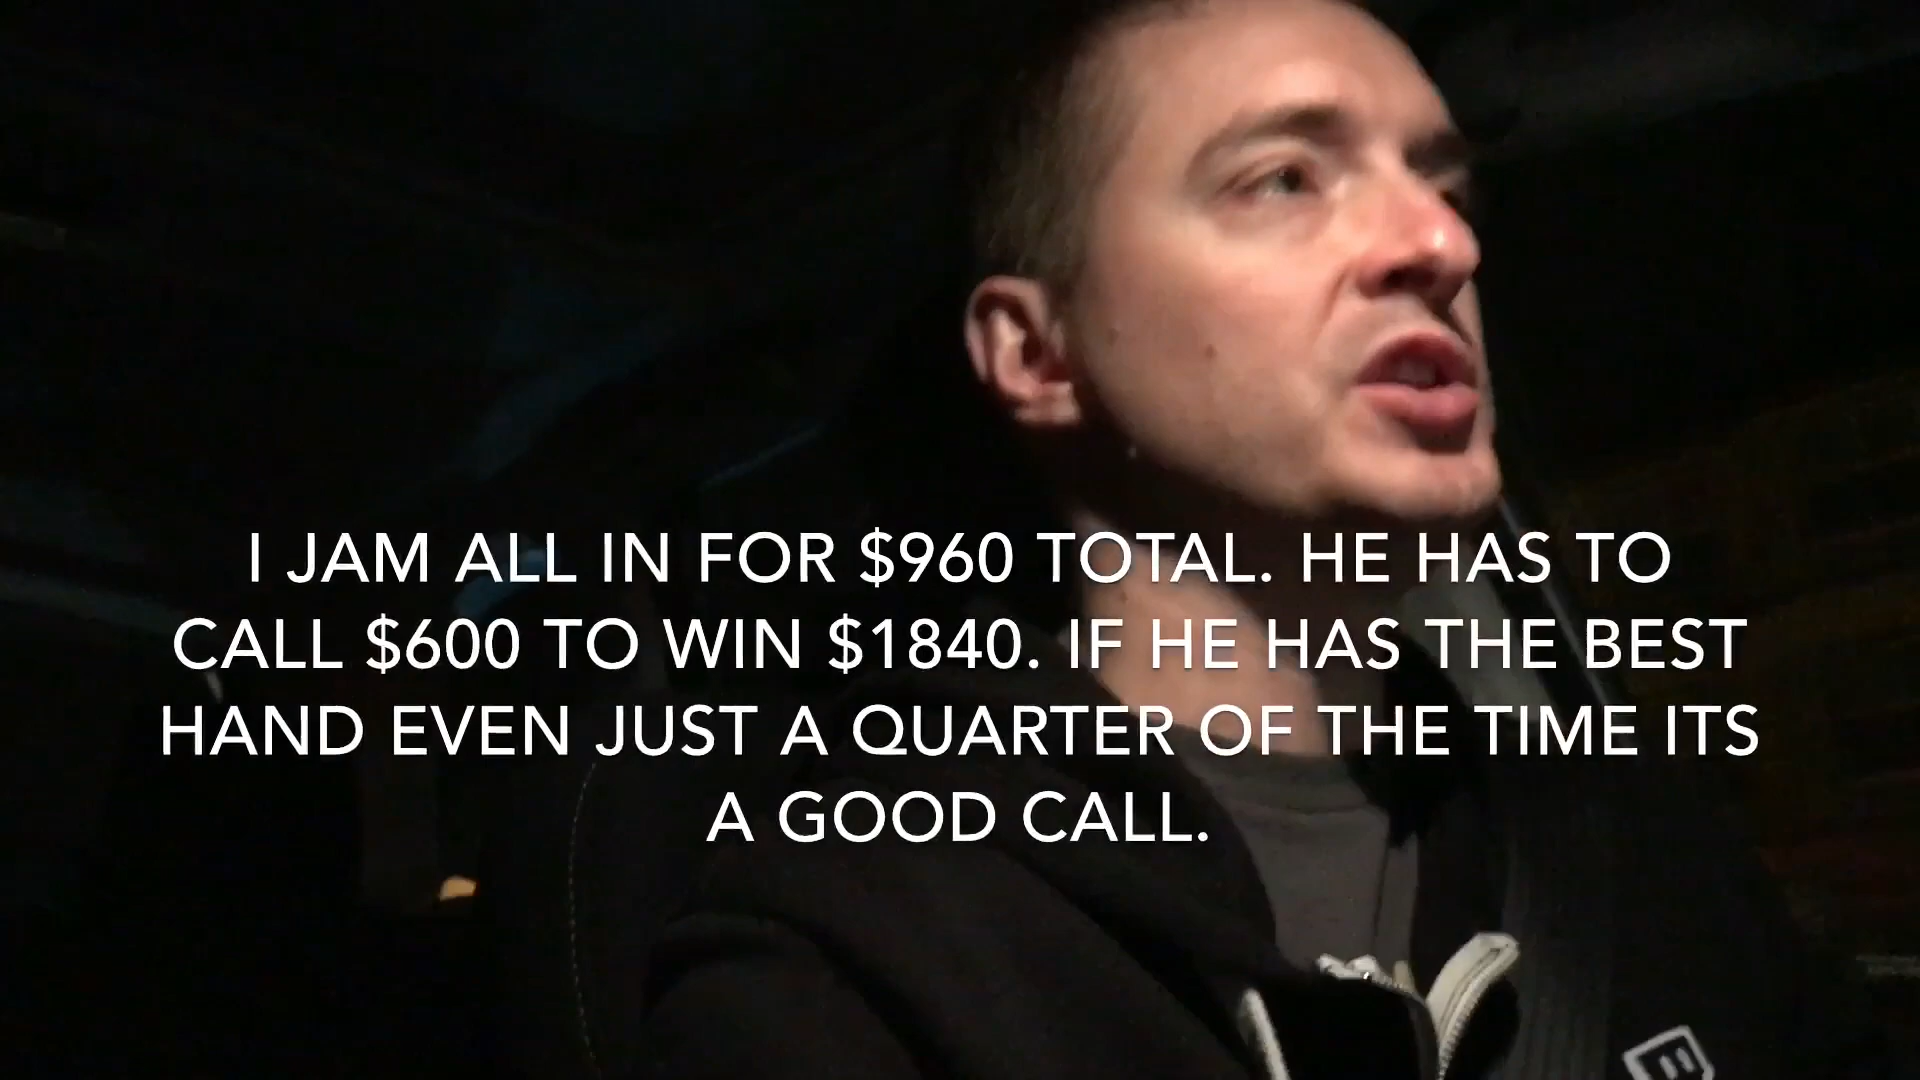 I JAM ALL IN FOR $960 TOTAL. HE HAS TO
CALL $600 TO WIN $1840. IF HE HAS THE BEST
HAND EVEN JUST A QUARTER OF THE TIME ITS
A GOOD CALL.